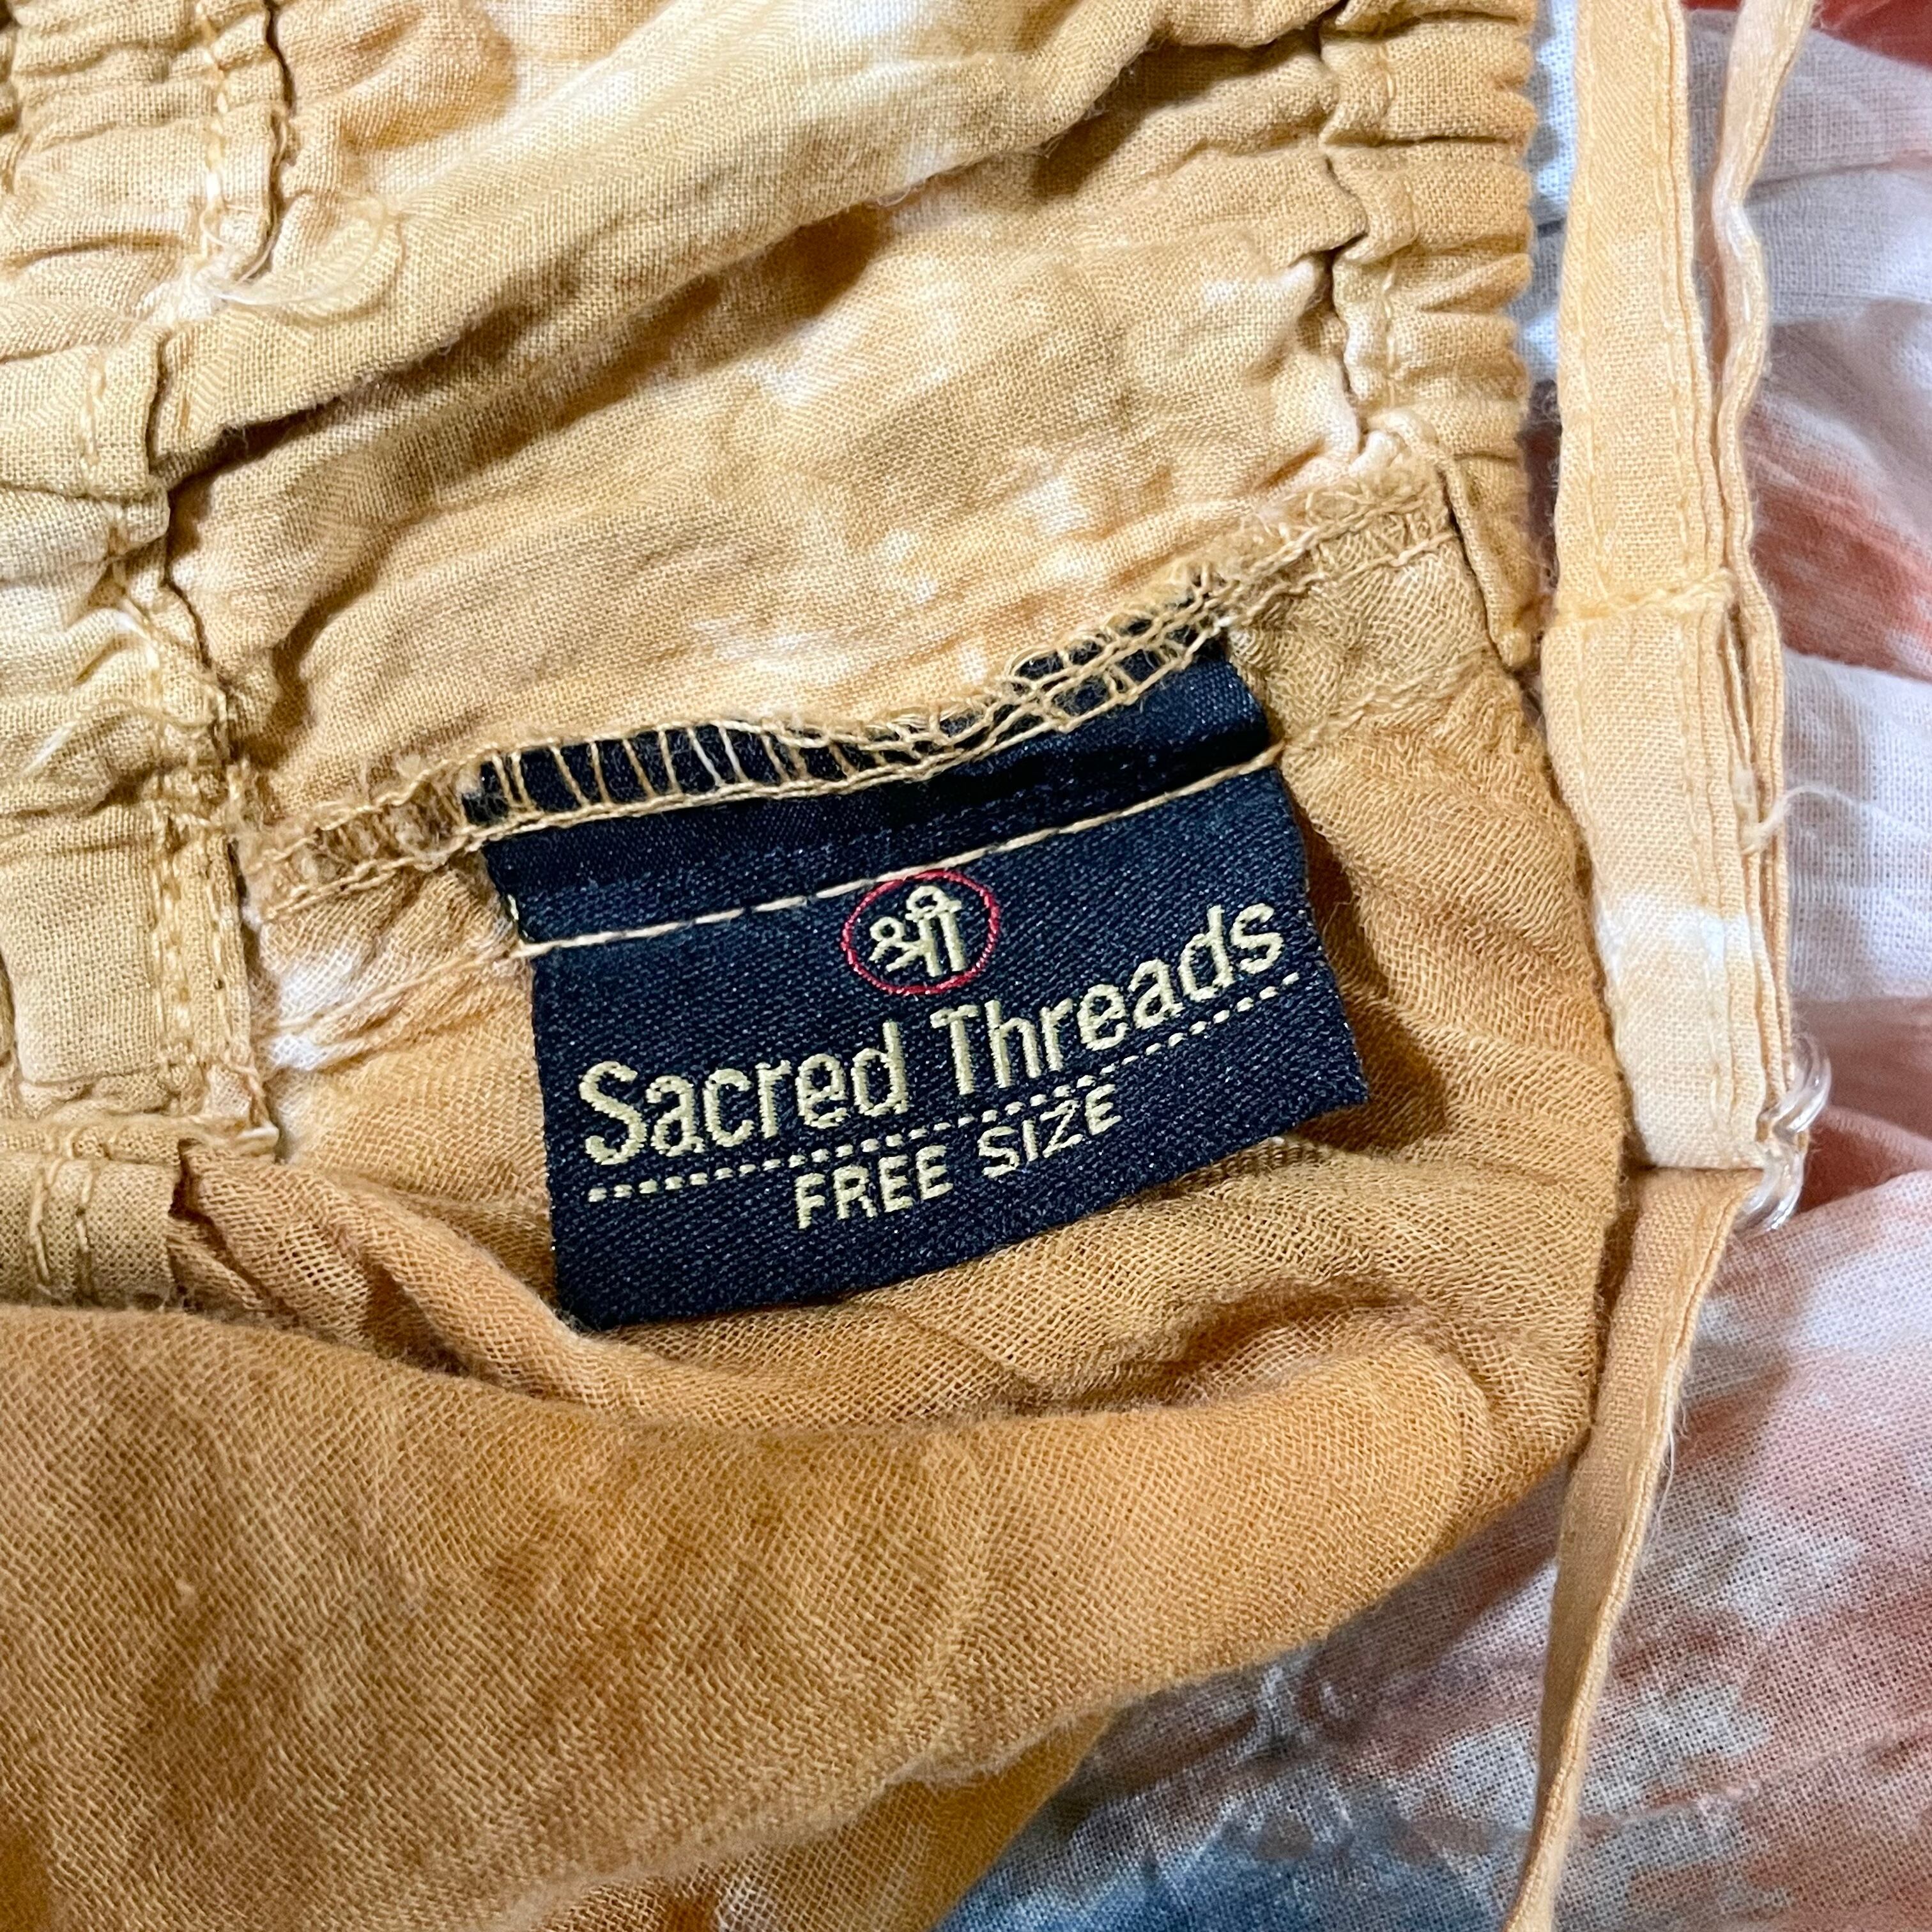 श्री
Sacred Threads
FREE SIZE